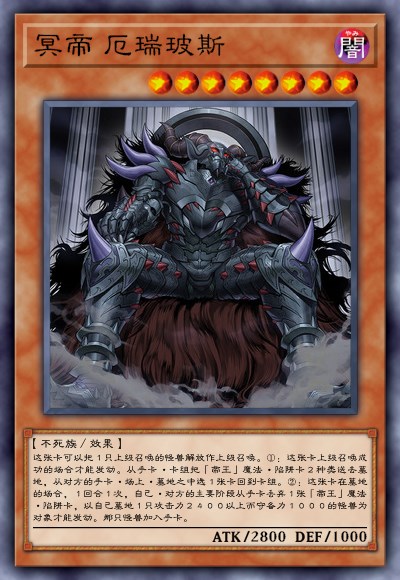 冥帝 厄瑞玻斯
やみ
闇
【不死族/效果】
这张卡可以把1只上级召唤的怪兽解放作上级召唤。①：这张卡上级召唤成
功的场合才能发动。从手卡·卡组把「帝王」魔法·陷阱卡2种类送去墓
地，从对方的手卡·场上·墓地之中选1张卡回到卡组。②：这张卡在墓地
的场合，1回合1次，自己·对方的主要阶段从手卡丢弃1张「帝王」魔法
·陷阱卡，以自己墓地1只攻击力2400以上而守备力1000的怪兽为
对象才能发动。那只怪兽加入手卡。
ATK/2800 DEF/1000